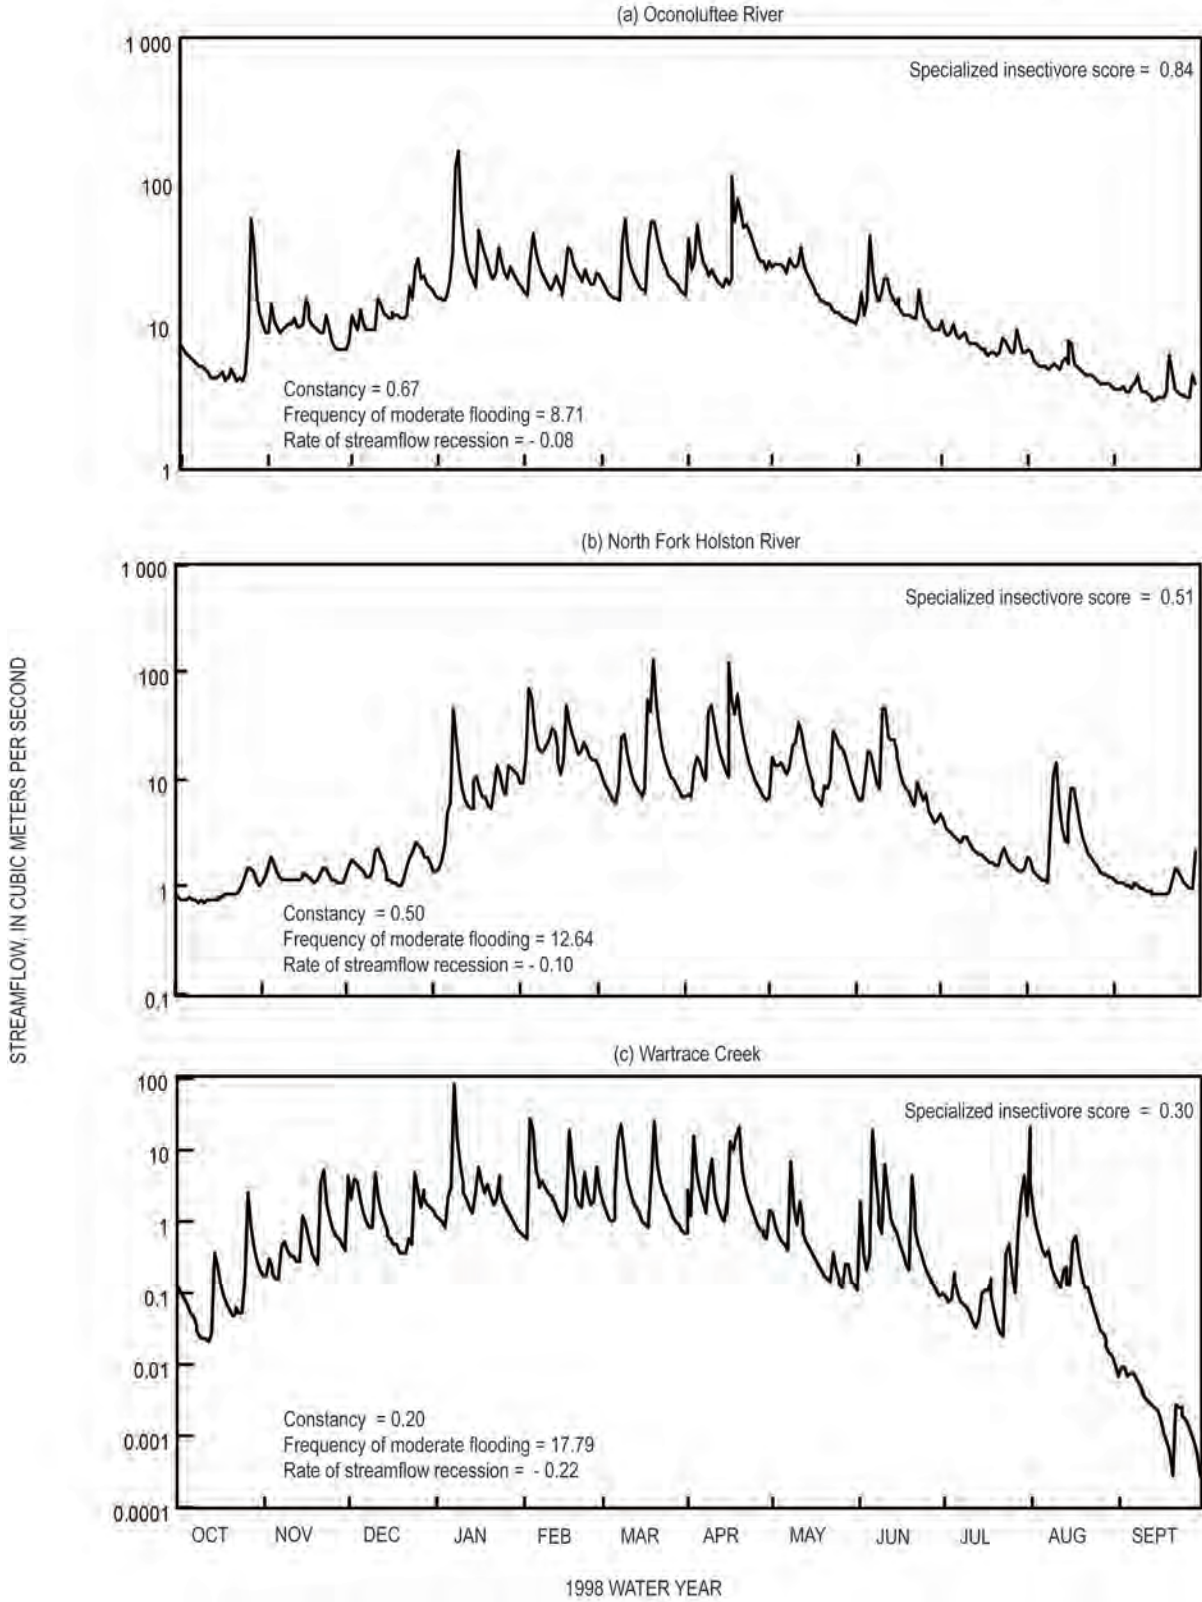 (a) Oconoluftee River
1 000
Specialized insectivore score = 0.84
100
10
Constancy = 0.67
Frequency of moderate flooding = 8.71
Rate of streamflow recession = - 0.08
1
(b) North Fork Holston River
1 000
Specialized insectivore score = 0.51
100
10
1
Constancy = 0.50
Frequency of moderate flooding = 12.64
Rate of streamflow recession = - 0.10
0.1
STREAMFLOW, IN CUBIC METERS PER SECOND
(c) Wartrace Creek
100
Specialized insectivore score = 0.30
10
1
0.1
0.01
Constancy = 0.20
0.001
Frequency of moderate flooding = 17.79
Rate of streamflow recession = - 0.22
0.0001
OCT NOV DEC JAN FEB MAR APR MAY JUN JUL AUG SEPT
1998 WATER YEAR